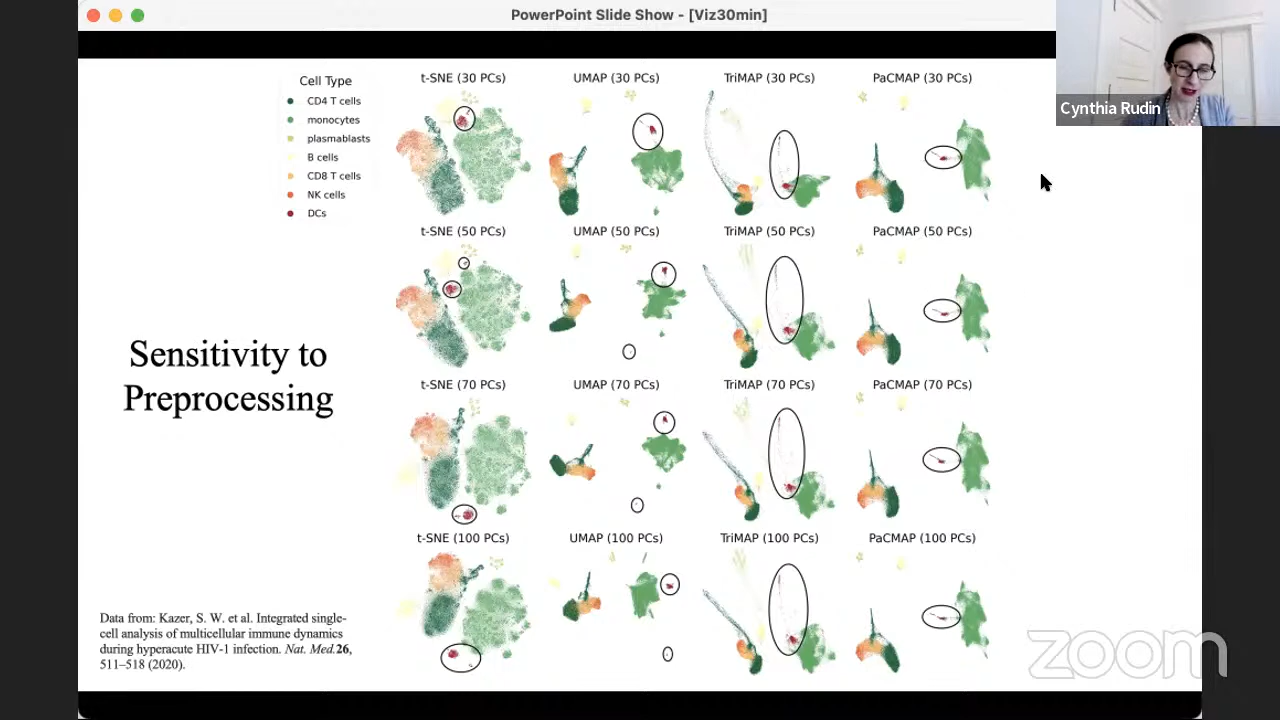 PowerPoint Slide Show - [Viz30min]
Cynthia Rudin
Cell Type
CD4 T cells
monocytes
plasmablasts
B cells
CD8 T cells
NK cells
DCs
t-SNE (30 PCs)
UMAP (30 PCs)
TriMAP (30 PCs)
PaCMAP (30 PCs)
t-SNE (50 PCs)
UMAP (50 PCs)
TriMAP (50 PCs)
PaCMAP (50 PCs)
Sensitivity to
Preprocessing
t-SNE (70 PCs)
UMAP (70 PCs)
TriMAP (70 PCs)
PaCMAP (70 PCs)
t-SNE (100 PCs)
UMAP (100 PCs)
TriMAP (100 PCs)
PaCMAP (100 PCs)
Data from: Kazer, S. W. et al. Integrated single-
cell analysis of multicellular immune dynamics
during hyperacute HIV-1 infection. Nat. Med.26,
511–518 (2020).
zoom